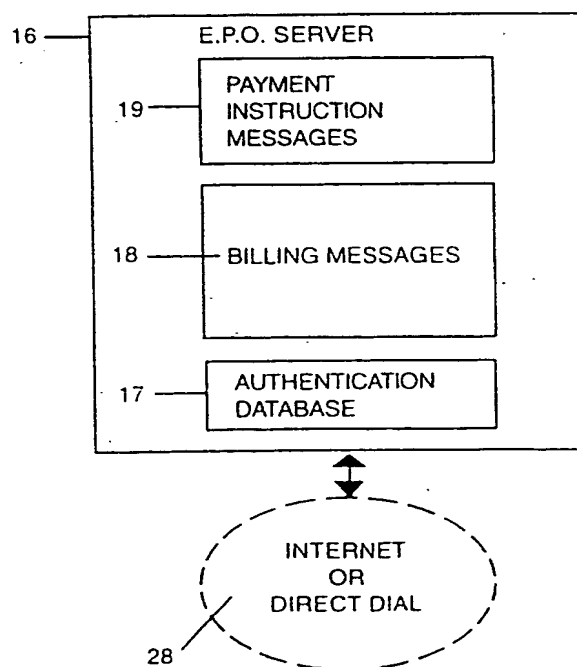 16
E.P.O. SERVER
19
PAYMENT
INSTRUCTION
MESSAGES
18
BILLING MESSAGES
17
AUTHENTICATION
DATABASE
INTERNET
OR
DIRECT DIAL
28